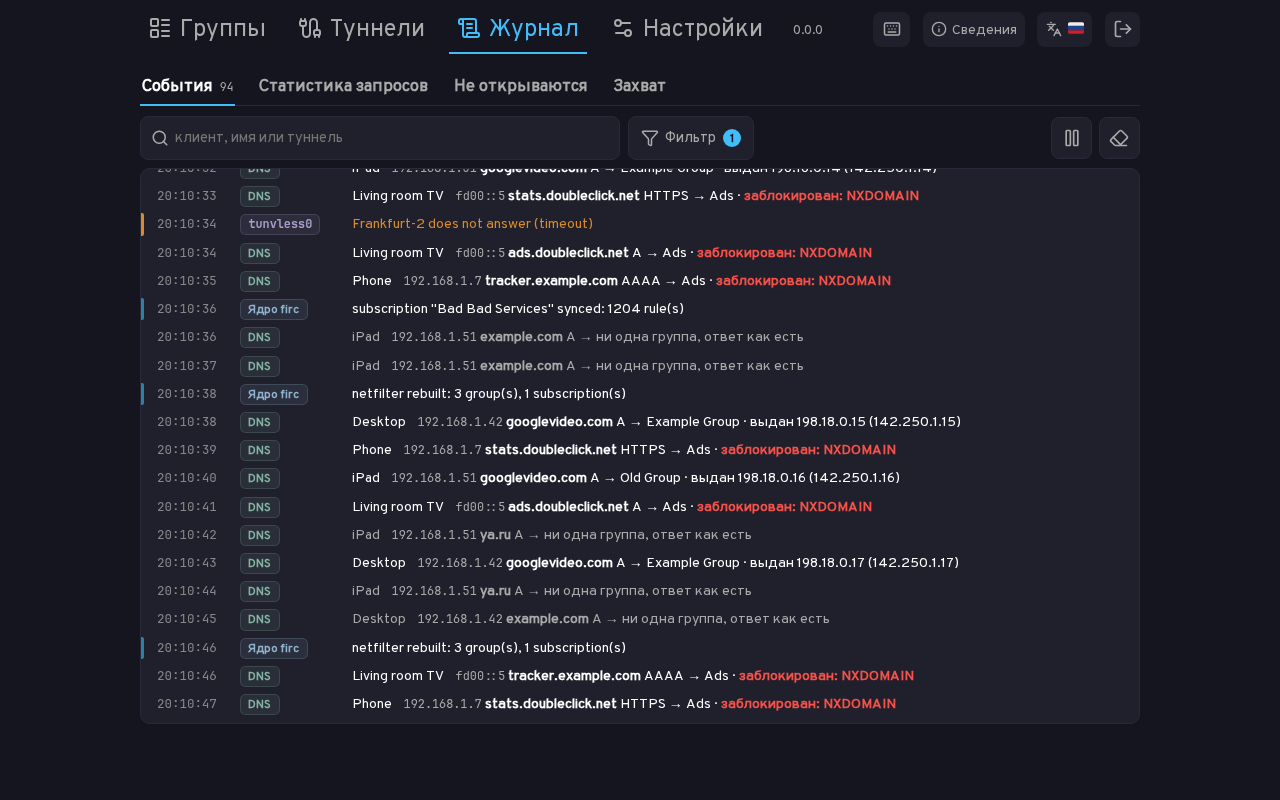 Группы Туннели Журнал Настройки 0.0.0 Сведения
События 94 Статистика запросов Не открываются Захват
клиент, имя или туннель Фильтр 1
20:10:33 DNS Living room TV fd00::5 stats.doubleclick.net HTTPS → Ads · заблокирован: NXDOMAIN
20:10:34 tunvless0 Frankfurt-2 does not answer (timeout)
20:10:34 DNS Living room TV fd00::5 ads.doubleclick.net A → Ads · заблокирован: NXDOMAIN
20:10:35 DNS Phone 192.168.1.7 tracker.example.com AAAA → Ads · заблокирован: NXDOMAIN
20:10:36 Ядро firc subscription "Bad Bad Services" synced: 1204 rule(s)
20:10:36 DNS iPad 192.168.1.51 example.com A → ни одна группа, ответ как есть
20:10:37 DNS iPad 192.168.1.51 example.com A → ни одна группа, ответ как есть
20:10:38 Ядро firc netfilter rebuilt: 3 group(s), 1 subscription(s)
20:10:38 DNS Desktop 192.168.1.42 googlevideo.com A → Example Group · выдан 198.18.0.15 (142.250.1.15)
20:10:39 DNS Phone 192.168.1.7 stats.doubleclick.net HTTPS → Ads · заблокирован: NXDOMAIN
20:10:40 DNS iPad 192.168.1.51 googlevideo.com A → Old Group · выдан 198.18.0.16 (142.250.1.16)
20:10:41 DNS Living room TV fd00::5 ads.doubleclick.net A → Ads · заблокирован: NXDOMAIN
20:10:42 DNS iPad 192.168.1.51 ya.ru A → ни одна группа, ответ как есть
20:10:43 DNS Desktop 192.168.1.42 googlevideo.com A → Example Group · выдан 198.18.0.17 (142.250.1.17)
20:10:44 DNS iPad 192.168.1.51 ya.ru A → ни одна группа, ответ как есть
20:10:45 DNS Desktop 192.168.1.42 example.com A → ни одна группа, ответ как есть
20:10:46 Ядро firc netfilter rebuilt: 3 group(s), 1 subscription(s)
20:10:46 DNS Living room TV fd00::5 tracker.example.com AAAA → Ads · заблокирован: NXDOMAIN
20:10:47 DNS Phone 192.168.1.7 stats.doubleclick.net HTTPS → Ads · заблокирован: NXDOMAIN